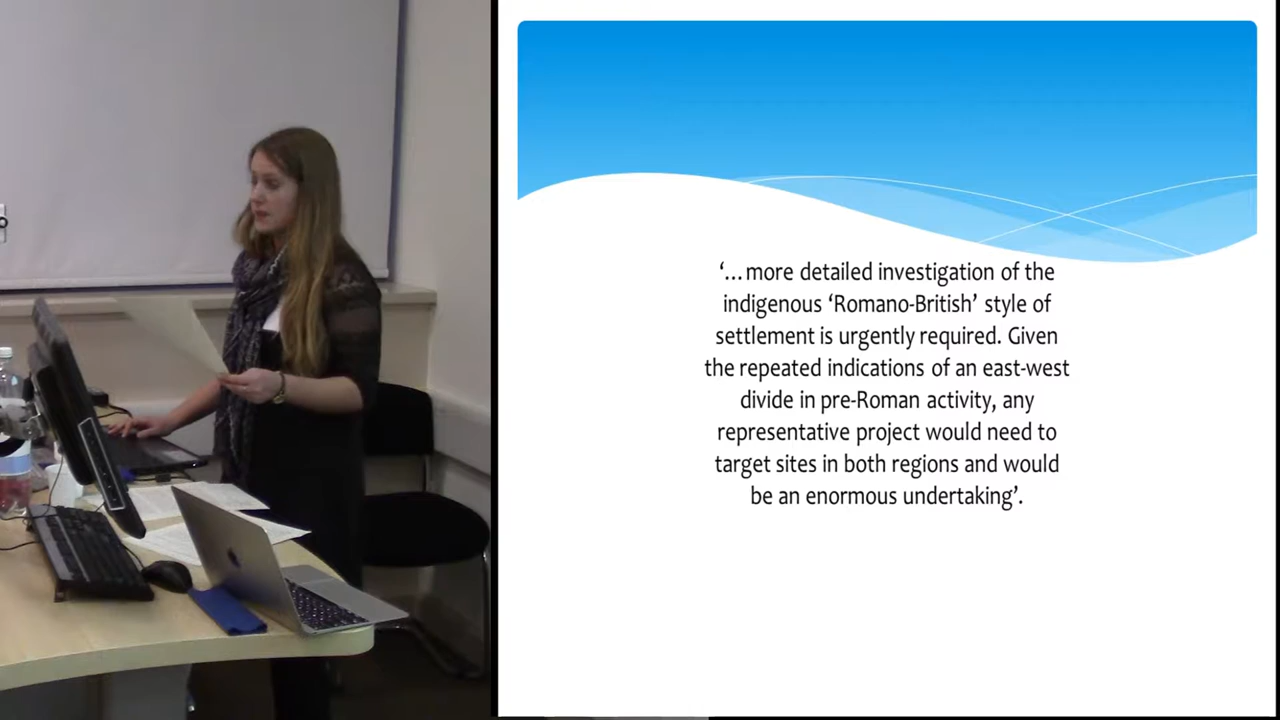 ‘...more detailed investigation of the
indigenous ‘Romano-British’ style of
settlement is urgently required. Given
the repeated indications of an east-west
divide in pre-Roman activity, any
representative project would need to
target sites in both regions and would
be an enormous undertaking’.